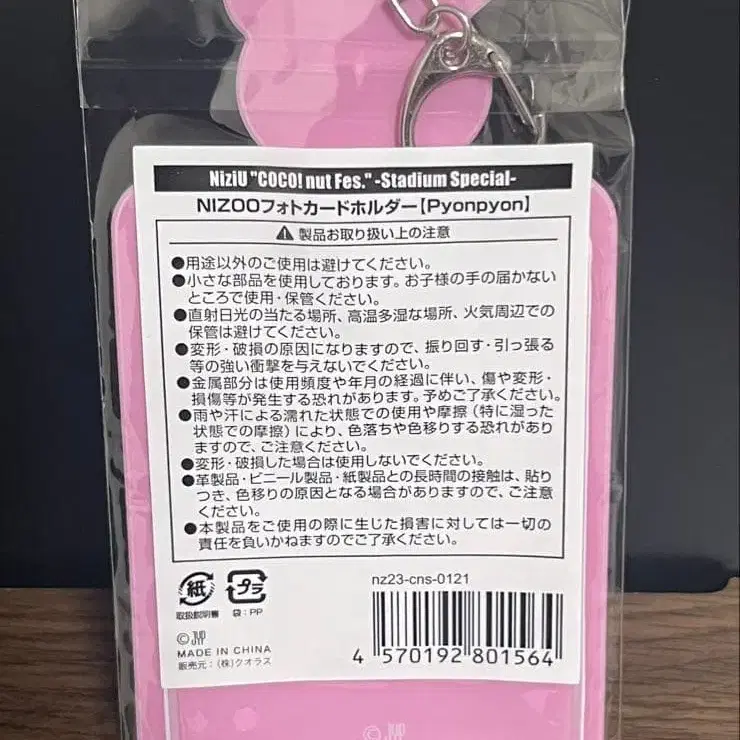 NiziU "COCO! nut Fes." -Stadium Special-
NIZOOフォトカードホルダー【Pyonpyon】
⚠ 製品お取り扱い上の注意
●用途以外のご使用は避けてください。
●小さな部品を使用しております。お子様の手の届かない
ところで使用・保管ください。
●直射日光の当たる場所、高温多湿な場所、火気周辺での
保管は避けてください。
●変形・破損の原因になりますので、振り回す・引っ張る
等の強い衝撃を与えないでください。
●金属部分は使用頻度や年月の経過に伴い、傷や変形・
損傷等が発生する恐れがあります。予めご了承ください。
●雨や汗による濡れた状態での使用や摩擦(特に湿った
状態での摩擦)により、色落ちや色移りする恐れがあり
ますので、ご注意ください。
●変形・破損した場合は使用しないでください。
●革製品・ビニール製品・紙製品との長時間の接触は、貼り
つき、色移りの原因となる場合がありますので、ご注意
ください。
●本製品をご使用の際に生じた損害に対しては一切の
責任を負いかねますのでご了承ください。
紙 プラ
取扱説明書 袋:PP
nz23-cns-0121
©JYP
MADE IN CHINA
販売元:(株)クオラス
4 570192 801564
©JYP